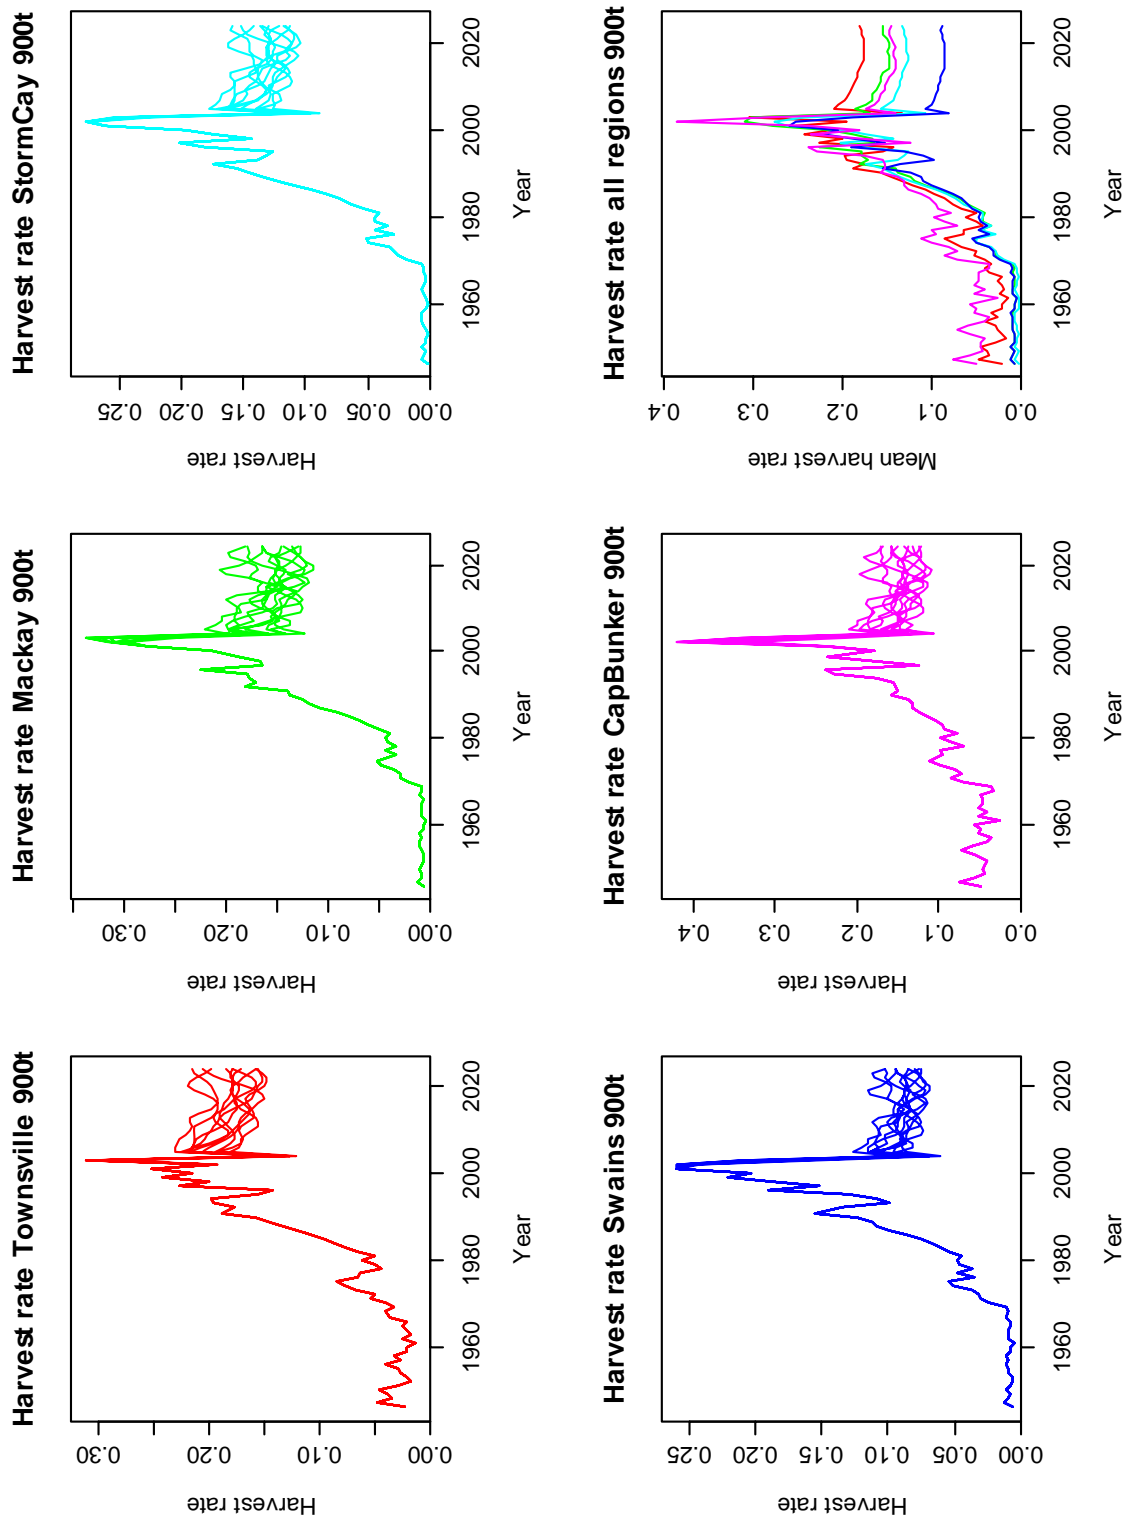 Harvest rate StormCay 900t
2020
2000
1980
1960
Year
0.25 0.20 0.15 0.10 0.05 0.00
Harvest rate
Harvest rate all regions 900t
2020
2000
1980
1960
Year
0.4 0.3 0.2 0.1 0.0
Mean harvest rate
Harvest rate Mackay 900t
2020
2000
1980
1960
Year
0.30 0.20 0.10 0.00
Harvest rate
Harvest rate CapBunker 900t
2020
2000
1980
1960
Year
0.4 0.3 0.2 0.1 0.0
Harvest rate
Harvest rate Townsville 900t
2020
2000
1980
1960
Year
0.30 0.20 0.10 0.00
Harvest rate
Harvest rate Swains 900t
2020
2000
1980
1960
Year
0.25 0.20 0.15 0.10 0.05 0.00
Harvest rate